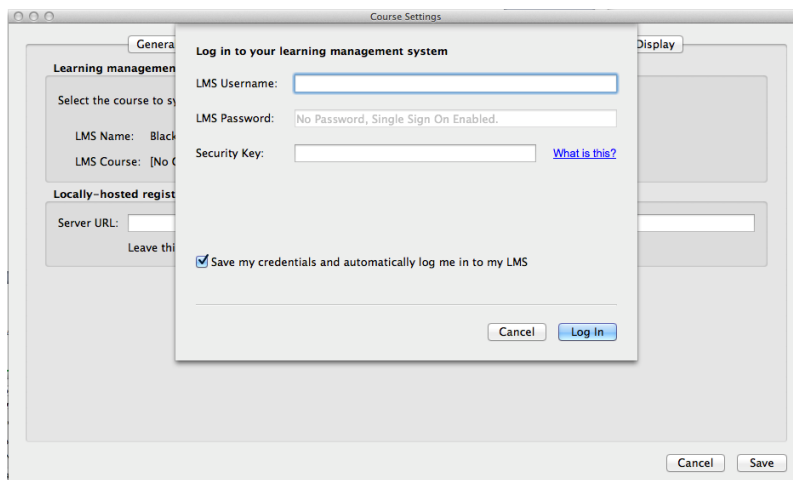 Course Settings
Genera
Display
Log in to your learning management system
Learning managemen
LMS Username:
Select the course to sy
LMS Password: No Password, Single Sign On Enabled.
LMS Name: Black
Security Key: What is this?
LMS Course: [No
Locally-hosted regist
Server URL:
Leave thi
Save my credentials and automatically log me in to my LMS
Cancel Log In
Cancel Save